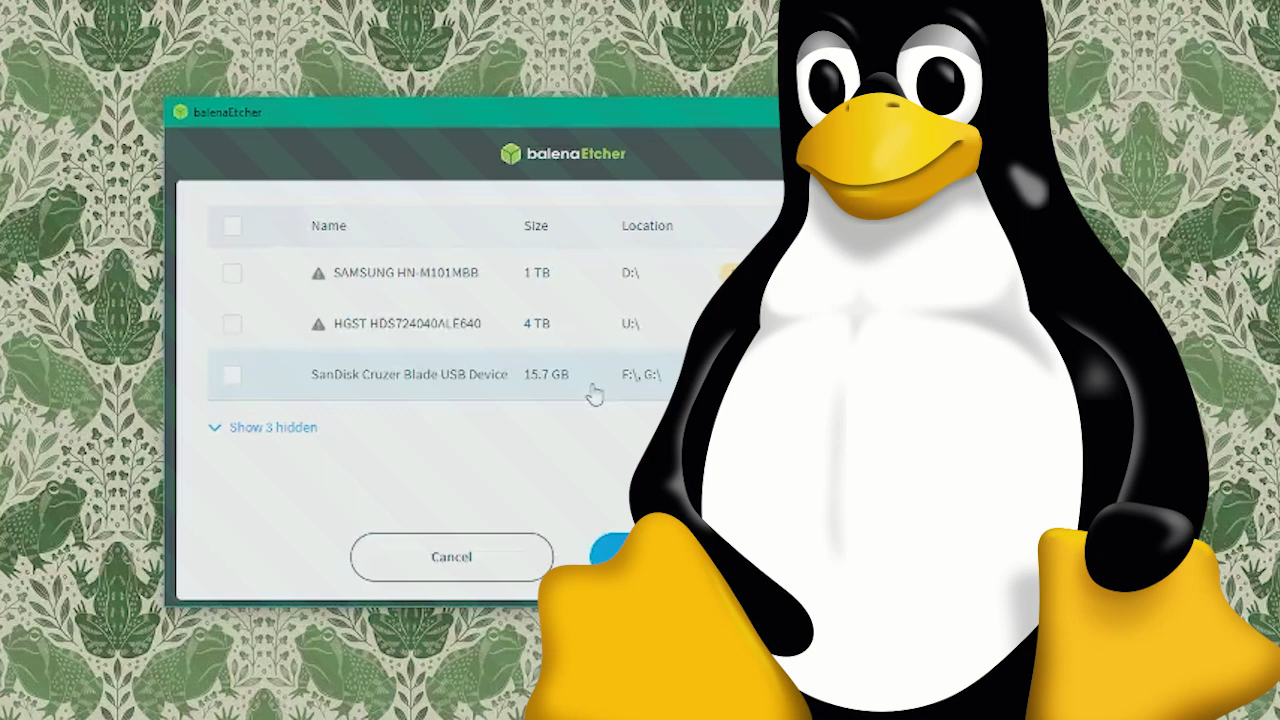 balenaEtcher
balenaEtcher
Name Size Location
SAMSUNG HN-M101MBB 1 TB D:\
HGST HDS724040ALE640 4 TB U:\
SanDisk Cruzer Blade USB Device 15.7 GB F:\, G:\
Show 3 hidden
Cancel